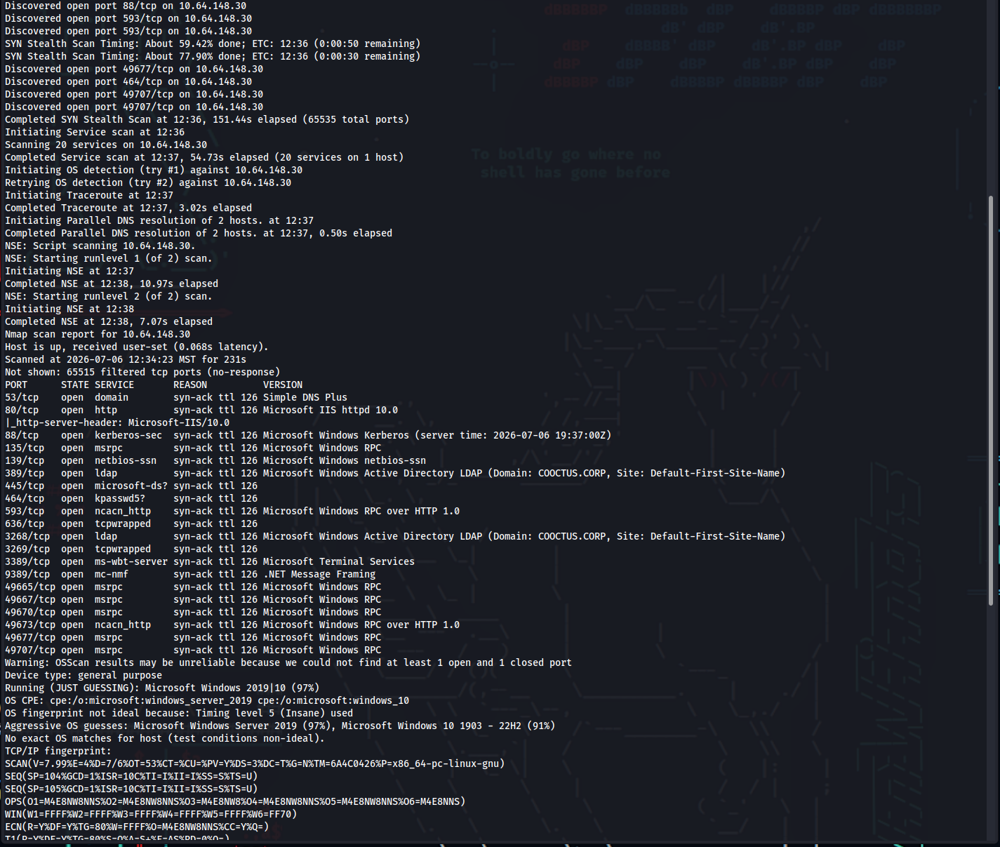 Discovered open port 88/tcp on 10.64.148.30
Discovered open port 593/tcp on 10.64.148.30
Discovered open port 593/tcp on 10.64.148.30
SYN Stealth Scan Timing: About 59.42% done; ETC: 12:36 (0:00:50 remaining)
SYN Stealth Scan Timing: About 77.90% done; ETC: 12:36 (0:00:30 remaining)
Discovered open port 49677/tcp on 10.64.148.30
Discovered open port 464/tcp on 10.64.148.30
Discovered open port 49707/tcp on 10.64.148.30
Discovered open port 49707/tcp on 10.64.148.30
Completed SYN Stealth Scan at 12:36, 151.44s elapsed (65535 total ports)
Initiating Service scan at 12:36
Scanning 20 services on 10.64.148.30
Completed Service scan at 12:37, 54.73s elapsed (20 services on 1 host)
Initiating OS detection (try #1) against 10.64.148.30
Retrying OS detection (try #2) against 10.64.148.30
Initiating Traceroute at 12:37
Completed Traceroute at 12:37, 3.02s elapsed
Initiating Parallel DNS resolution of 2 hosts. at 12:37
Completed Parallel DNS resolution of 2 hosts. at 12:37, 0.50s elapsed
NSE: Script scanning 10.64.148.30.
NSE: Starting runlevel 1 (of 2) scan.
Initiating NSE at 12:37
Completed NSE at 12:38, 10.97s elapsed
NSE: Starting runlevel 2 (of 2) scan.
Initiating NSE at 12:38
Completed NSE at 12:38, 7.07s elapsed
Nmap scan report for 10.64.148.30
Host is up, received user-set (0.068s latency).
Scanned at 2026-07-06 12:34:23 MST for 231s
Not shown: 65515 filtered tcp ports (no-response)
PORT      STATE SERVICE       REASON          VERSION
53/tcp    open  domain        syn-ack ttl 126 Simple DNS Plus
80/tcp    open  http          syn-ack ttl 126 Microsoft IIS httpd 10.0
|_http-server-header: Microsoft-IIS/10.0
88/tcp    open  kerberos-sec  syn-ack ttl 126 Microsoft Windows Kerberos (server time: 2026-07-06 19:37:00Z)
135/tcp   open  msrpc         syn-ack ttl 126 Microsoft Windows RPC
139/tcp   open  netbios-ssn   syn-ack ttl 126 Microsoft Windows netbios-ssn
389/tcp   open  ldap          syn-ack ttl 126 Microsoft Windows Active Directory LDAP (Domain: COOCTUS.CORP, Site: Default-First-Site-Name)
445/tcp   open  microsoft-ds? syn-ack ttl 126
464/tcp   open  kpasswd5?     syn-ack ttl 126
593/tcp   open  ncacn_http    syn-ack ttl 126 Microsoft Windows RPC over HTTP 1.0
636/tcp   open  tcpwrapped    syn-ack ttl 126
3268/tcp  open  ldap          syn-ack ttl 126 Microsoft Windows Active Directory LDAP (Domain: COOCTUS.CORP, Site: Default-First-Site-Name)
3269/tcp  open  tcpwrapped    syn-ack ttl 126
3389/tcp  open  ms-wbt-server syn-ack ttl 126 Microsoft Terminal Services
9389/tcp  open  mc-nmf        syn-ack ttl 126 .NET Message Framing
49665/tcp open  msrpc         syn-ack ttl 126 Microsoft Windows RPC
49667/tcp open  msrpc         syn-ack ttl 126 Microsoft Windows RPC
49670/tcp open  msrpc         syn-ack ttl 126 Microsoft Windows RPC
49673/tcp open  ncacn_http    syn-ack ttl 126 Microsoft Windows RPC over HTTP 1.0
49677/tcp open  msrpc         syn-ack ttl 126 Microsoft Windows RPC
49707/tcp open  msrpc         syn-ack ttl 126 Microsoft Windows RPC
Warning: OSScan results may be unreliable because we could not find at least 1 open and 1 closed port
Device type: general purpose
Running (JUST GUESSING): Microsoft Windows 2019|10 (97%)
OS CPE: cpe:/o:microsoft:windows_server_2019 cpe:/o:microsoft:windows_10
OS fingerprint not ideal because: Timing level 5 (Insane) used
Aggressive OS guesses: Microsoft Windows Server 2019 (97%), Microsoft Windows 10 1903 - 22H2 (91%)
No exact OS matches for host (test conditions non-ideal).
TCP/IP fingerprint:
SCAN(V=7.99%E=4%D=7/6%OT=53%CT=%CU=%PV=Y%DS=3%DC=T%G=N%TM=6A4C0426%P=x86_64-pc-linux-gnu)
SEQ(SP=104%GCD=1%ISR=10C%TI=I%II=I%SS=S%TS=U)
SEQ(SP=105%GCD=1%ISR=10C%TI=I%II=I%SS=S%TS=U)
OPS(O1=M4E8NW8NNS%O2=M4E8NW8NNS%O3=M4E8NW8%O4=M4E8NW8NNS%O5=M4E8NW8NNS%O6=M4E8NNS)
WIN(W1=FFFF%W2=FFFF%W3=FFFF%W4=FFFF%W5=FFFF%W6=FF70)
ECN(R=Y%DF=Y%TG=80%W=FFFF%O=M4E8NW8NNS%CC=Y%Q=)
T1(R=Y%DF=Y%TG=80%S=O%A=S+%F=AS%RD=0%Q=)
To boldly go where no
shell has gone before